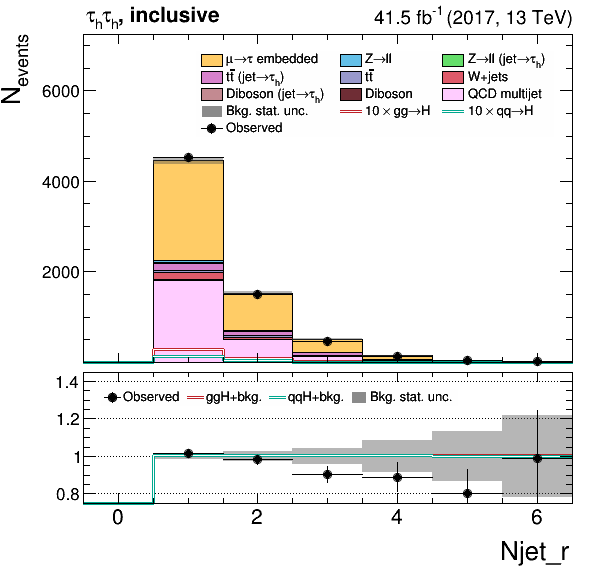 τhτh, inclusive 41.5 fb⁻¹ (2017, 13 TeV)
Nevents
μ→τ embedded Z→ll Z→ll (jet→τh)
tt̄ (jet→τh) tt̄ W+jets
Diboson (jet→τh) Diboson QCD multijet
Bkg. stat. unc. 10 × gg→H 10 × qq→H
Observed
6000
4000
2000
1.4
Observed ggH+bkg. qqH+bkg. Bkg. stat. unc.
1.2
1
0.8
0 2 4 6
Njet_r